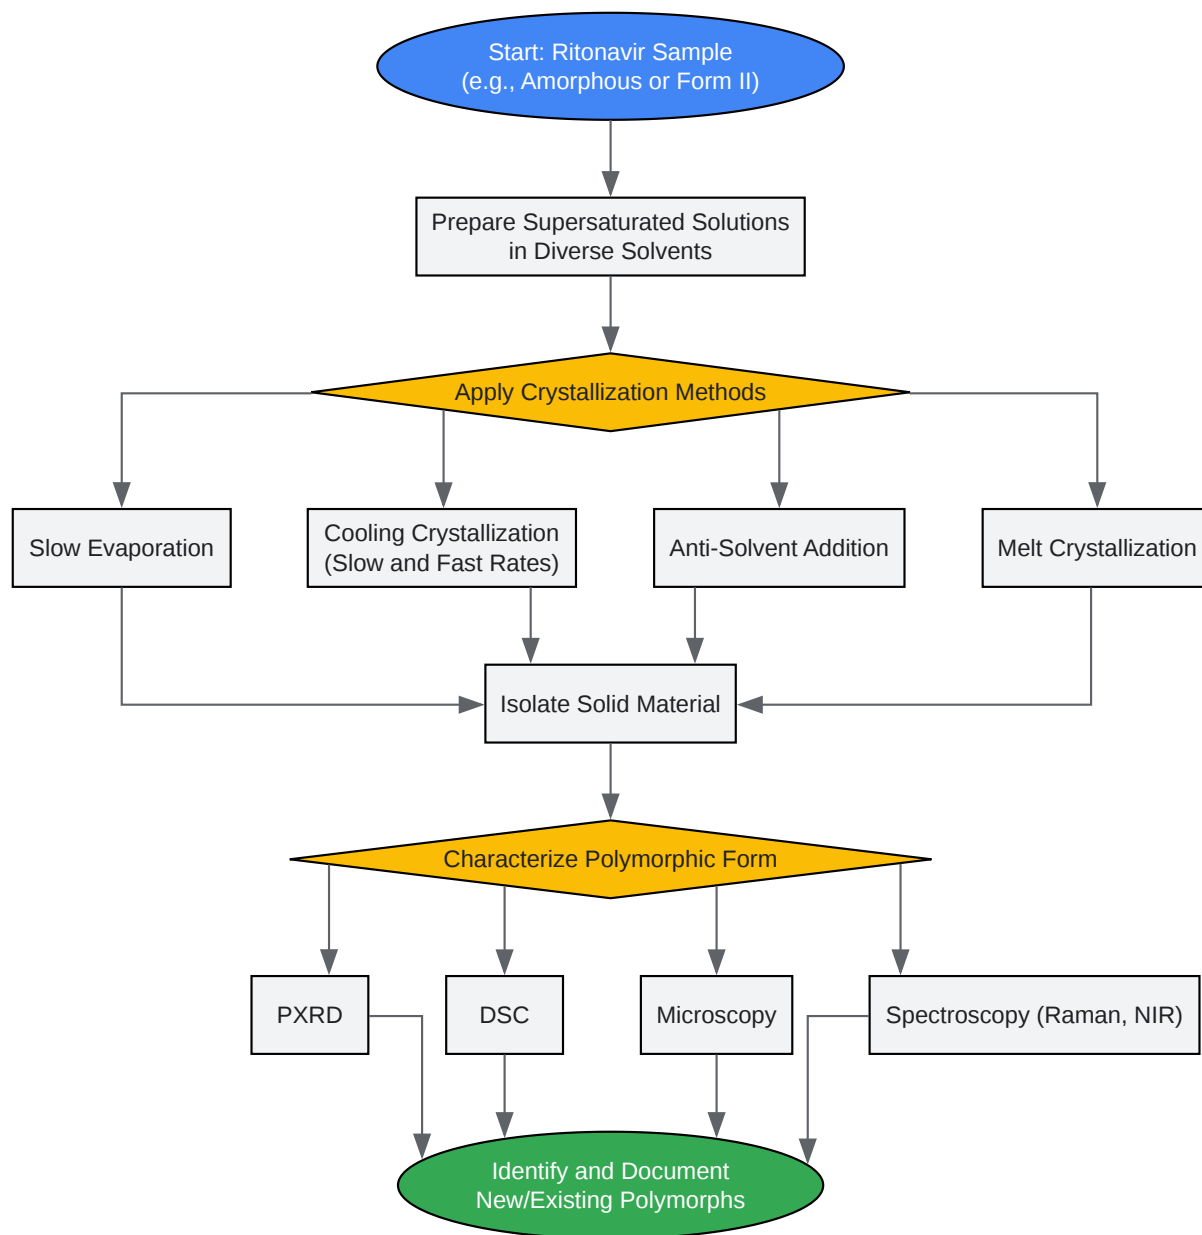 Start: Ritonavir Sample
(e.g., Amorphous or Form II)
Prepare Supersaturated Solutions
in Diverse Solvents
Apply Crystallization Methods
Slow Evaporation
Cooling Crystallization
(Slow and Fast Rates)
Anti-Solvent Addition
Melt Crystallization
Isolate Solid Material
Characterize Polymorphic Form
PXRD
DSC
Microscopy
Spectroscopy (Raman, NIR)
Identify and Document
New/Existing Polymorphs